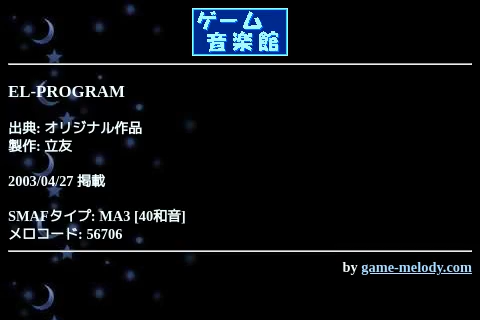 ゲーム
音楽館
EL-PROGRAM
出典: オリジナル作品
製作: 立友
2003/04/27 掲載
SMAFタイプ: MA3 [40和音]
メロコード: 56706
by game-melody.com